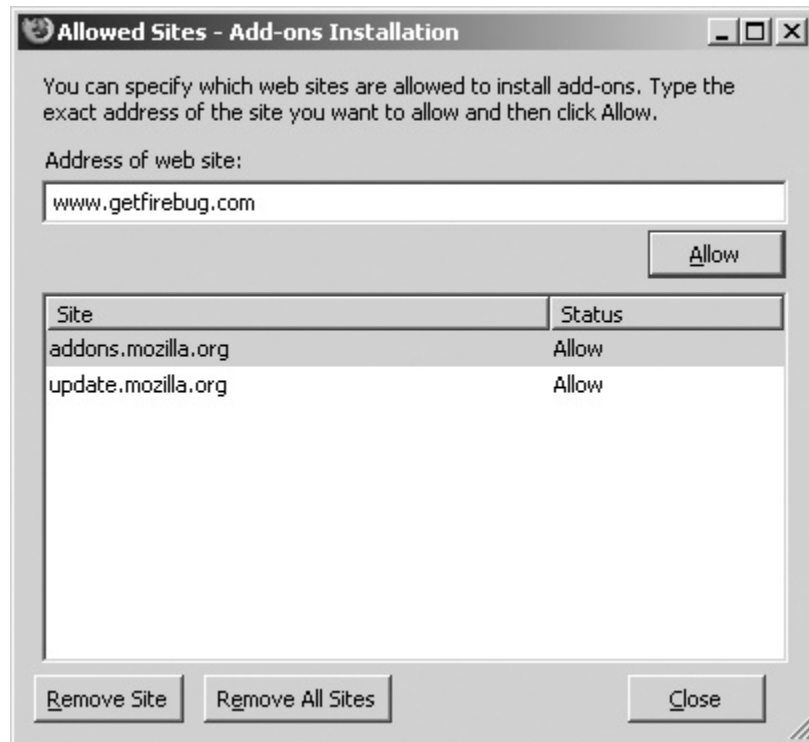 Allowed Sites - Add-ons Installation
You can specify which web sites are allowed to install add-ons. Type the
exact address of the site you want to allow and then click Allow.
Address of web site:
www.getfirebug.com
Allow
Site Status
addons.mozilla.org Allow
update.mozilla.org Allow
Remove Site Remove All Sites Close